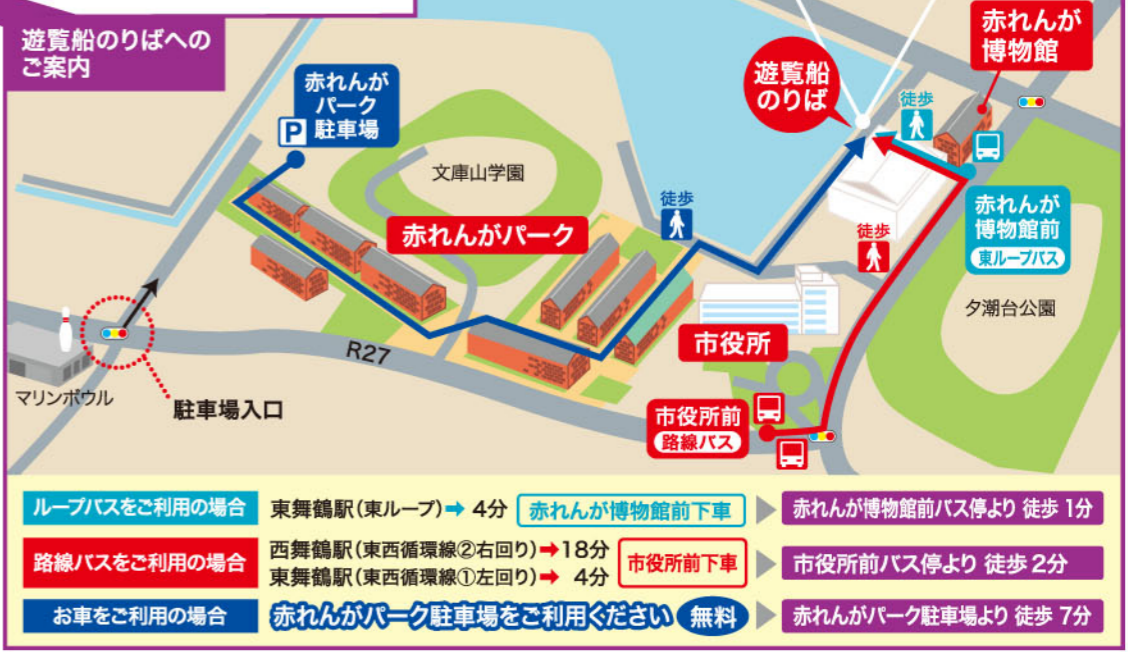 遊覧船のりばへの
ご案内
赤れんが
パーク
駐車場
P
文庫山学園
赤れんがパーク
徒歩
遊覧船
のりば
徒歩
赤れんが
博物館
赤れんが
博物館前
東ループバス
徒歩
夕潮台公園
市役所
R27
マリンボウル
駐車場入口
市役所前
路線バス
ループバスをご利用の場合 東舞鶴駅(東ループ)➡ 4分 赤れんが博物館前下車 赤れんが博物館前バス停より 徒歩 1分
路線バスをご利用の場合 西舞鶴駅(東西循環線②右回り)➡18分 市役所前下車 市役所前バス停より 徒歩 2分
東舞鶴駅(東西循環線①左回り)➡ 4分
お車をご利用の場合 赤れんがパーク駐車場をご利用ください 無料 赤れんがパーク駐車場より 徒歩 7分